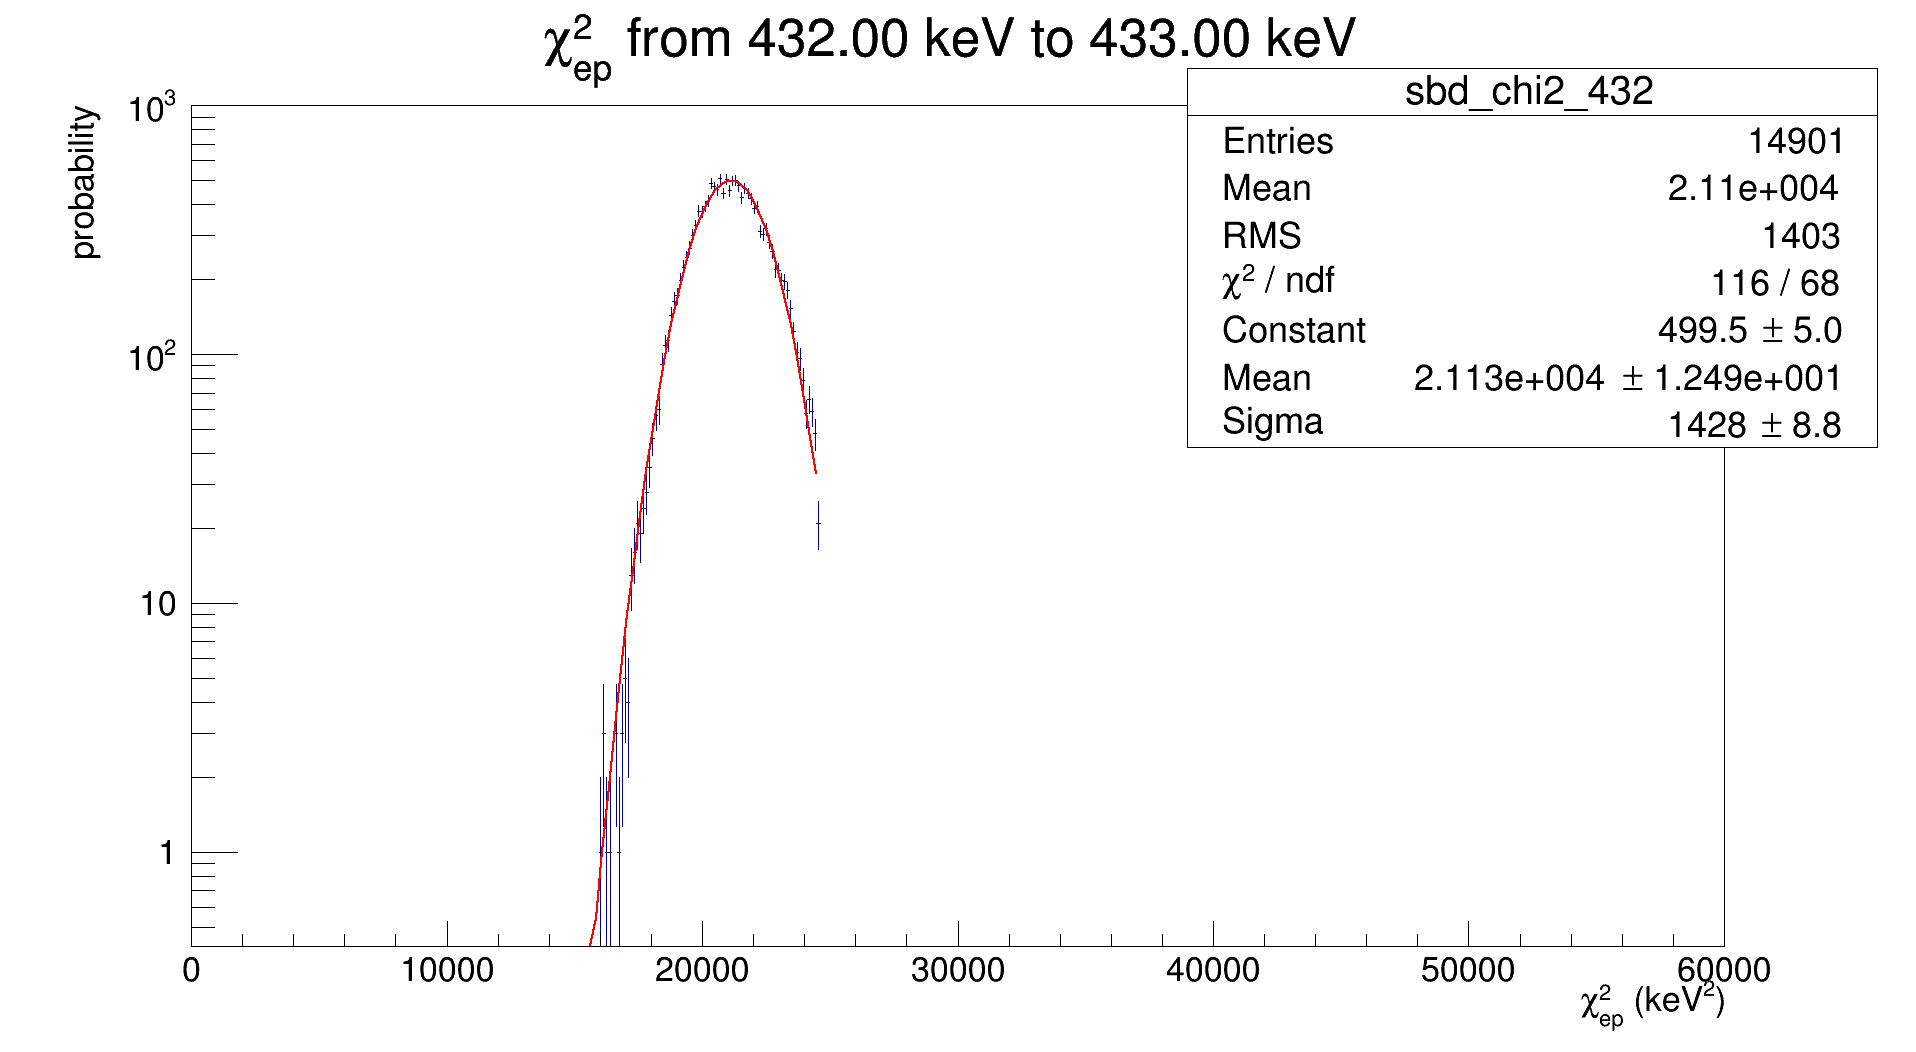 χ²ep from 432.00 keV to 433.00 keV
sbd_chi2_432
Entries 14901
Mean 2.11e+004
RMS 1403
χ² / ndf 116 / 68
Constant 499.5 ± 5.0
Mean 2.113e+004 ± 1.249e+001
Sigma 1428 ± 8.8
probability
10³
10²
10
1
0 10000 20000 30000 40000 50000 60000
χ²ep (keV²)